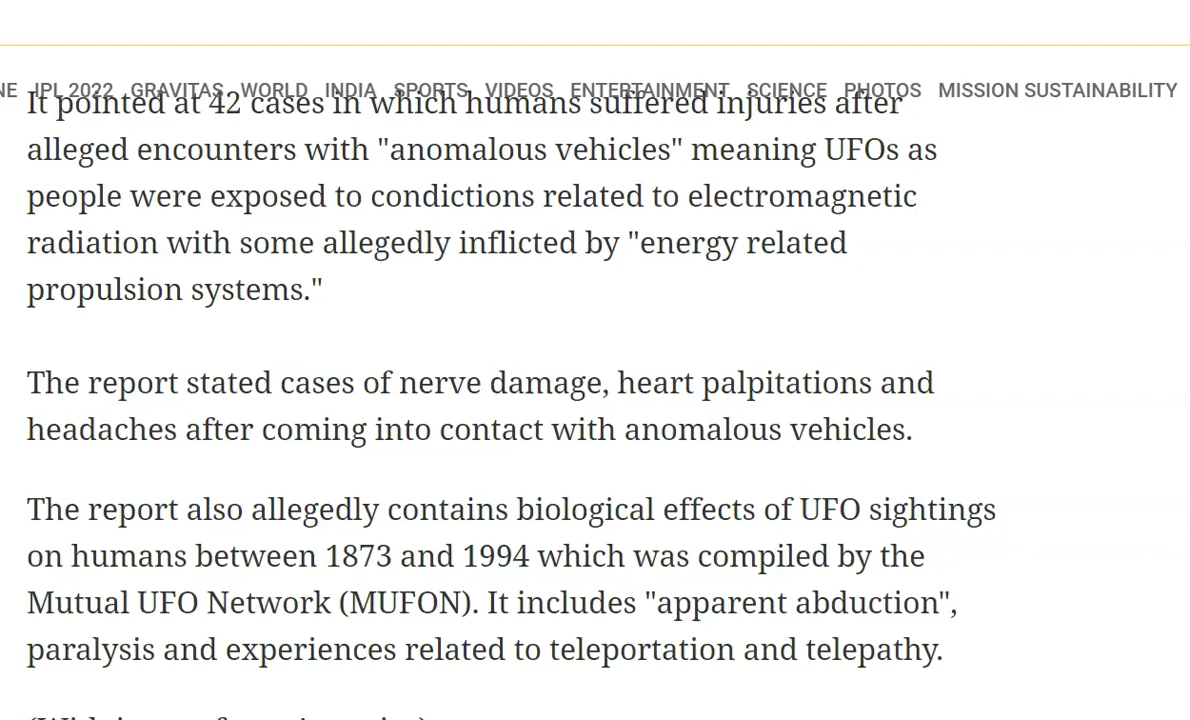 NE IPL 2022 GRAVITAS WORLD INDIA SPORTS VIDEOS ENTERTAINMENT SCIENCE PHOTOS MISSION SUSTAINABILITY
It pointed at 42 cases in which humans suffered injuries after
alleged encounters with "anomalous vehicles" meaning UFOs as
people were exposed to condictions related to electromagnetic
radiation with some allegedly inflicted by "energy related
propulsion systems."
The report stated cases of nerve damage, heart palpitations and
headaches after coming into contact with anomalous vehicles.
The report also allegedly contains biological effects of UFO sightings
on humans between 1873 and 1994 which was compiled by the
Mutual UFO Network (MUFON). It includes "apparent abduction",
paralysis and experiences related to teleportation and telepathy.